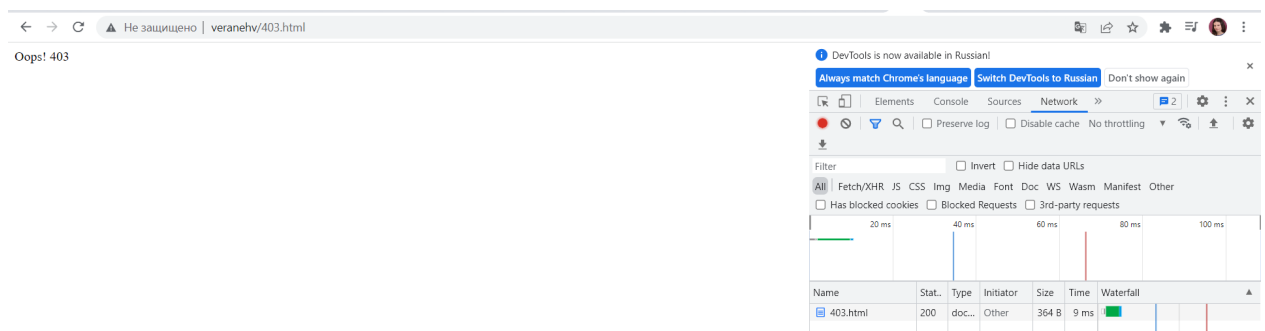 Не защищено | veranehv/403.html
Oops! 403
DevTools is now available in Russian!
Always match Chrome's language Switch DevTools to Russian Don't show again
Elements Console Sources Network » 2
Preserve log Disable cache No throttling
Filter Invert Hide data URLs
All Fetch/XHR JS CSS Img Media Font Doc WS Wasm Manifest Other
Has blocked cookies Blocked Requests 3rd-party requests
20 ms 40 ms 60 ms 80 ms 100 ms
Name Stat.. Type Initiator Size Time Waterfall
403.html 200 doc... Other 364 B 9 ms